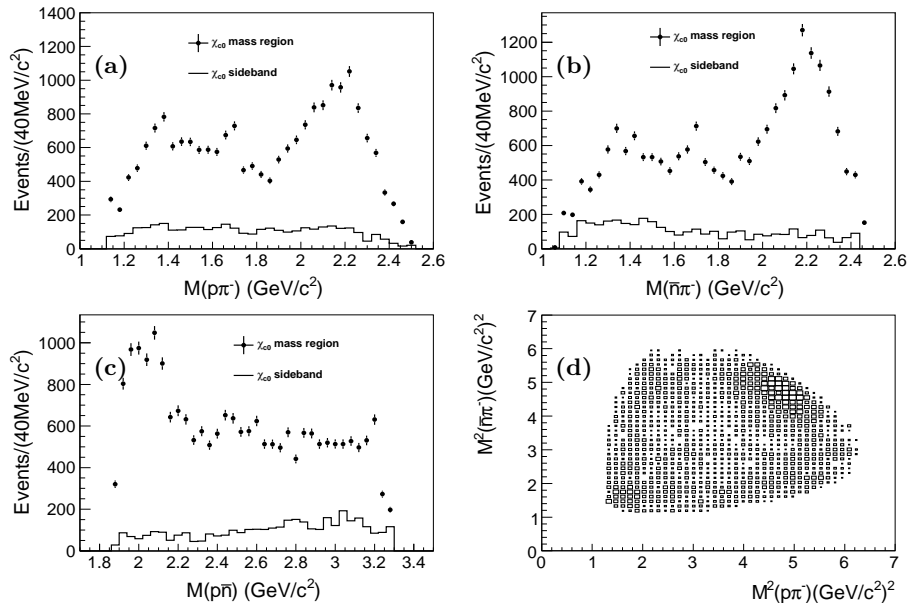 (a)
χc0 mass region
χc0 sideband
Events/(40MeV/c²)
1000
800
600
400
200
0
1 1.2 1.4 1.6 1.8 2 2.2 2.4 2.6
M(pπ⁻) (GeV/c²)
(b)
χc0 mass region
χc0 sideband
Events/(40MeV/c²)
1400
1200
1000
800
600
400
200
0
1 1.2 1.4 1.6 1.8 2 2.2 2.4 2.6
M(n̅π⁻) (GeV/c²)
(c)
χc0 mass region
χc0 sideband
Events/(40MeV/c²)
1000
800
600
400
200
0
1.8 2 2.2 2.4 2.6 2.8 3 3.2 3.4
M(pn̅) (GeV/c²)
(d)
M²(n̅π⁻)(GeV/c²)²
7
6
5
4
3
2
1
0
0 1 2 3 4 5 6 7
M²(pπ⁻)(GeV/c²)²